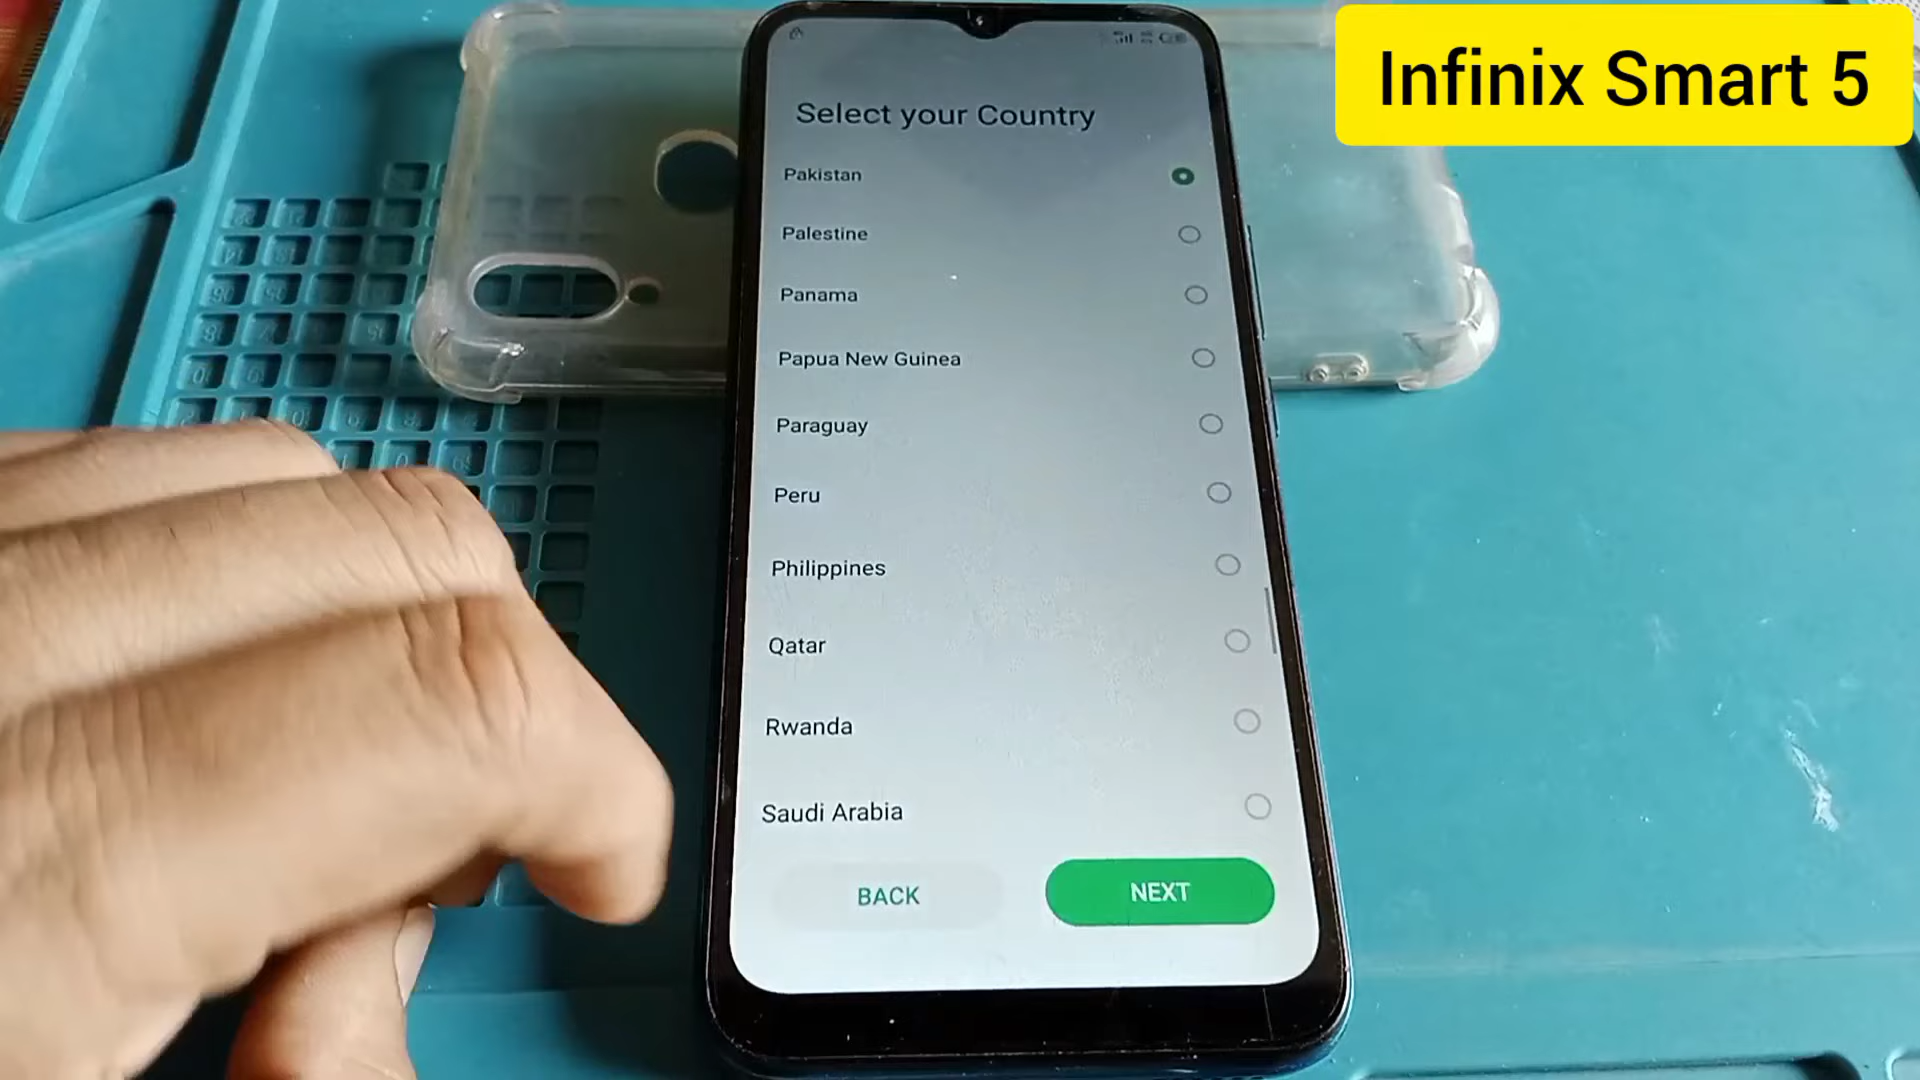 Infinix Smart 5
Select your Country
Pakistan
Palestine
Panama
Papua New Guinea
Paraguay
Peru
Philippines
Qatar
Rwanda
Saudi Arabia
BACK
NEXT